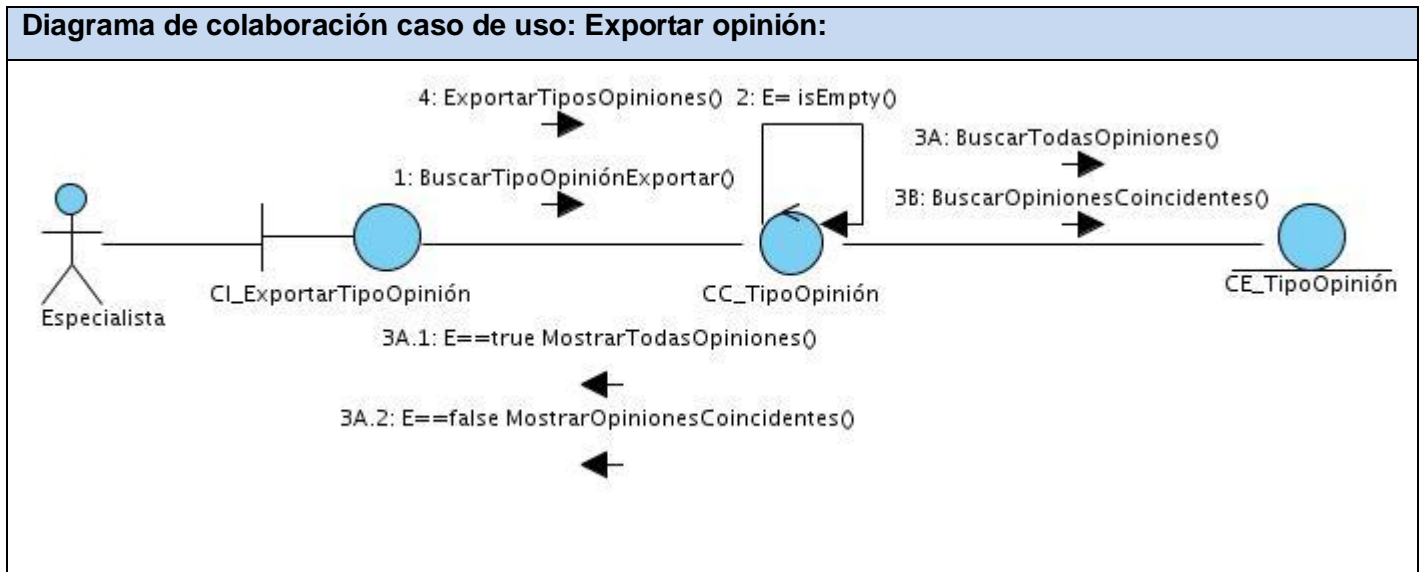 Diagrama de colaboración caso de uso: Exportar opinión:
4: ExportarTiposOpiniones() 2: E= isEmpty()
3A: BuscarTodasOpiniones()
1: BuscarTipoOpiniónExportar()
3B: BuscarOpinionesCoincidentes()
CI_ExportarTipoOpinión
CC_TipoOpinión
CE_TipoOpinión
Especialista
3A.1: E==true MostrarTodasOpiniones()
3A.2: E==false MostrarOpinionesCoincidentes()